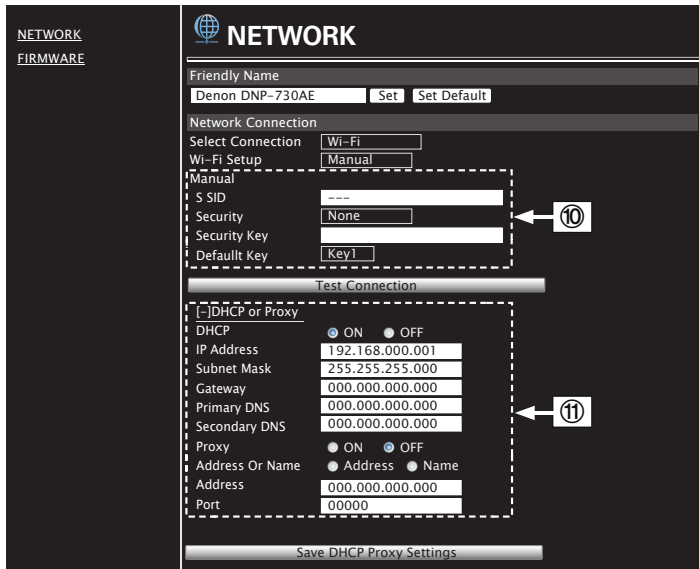 NETWORK
FIRMWARE
NETWORK
Friendly Name
Denon DNP-730AE Set Set Default
Network Connection
Select Connection Wi-Fi
Wi-Fi Setup Manual
Manual
S SID ---
Security None
Security Key
Defaullt Key Key1
⑩
Test Connection
[-]DHCP or Proxy
DHCP ON OFF
IP Address 192.168.000.001
Subnet Mask 255.255.255.000
Gateway 000.000.000.000
Primary DNS 000.000.000.000
Secondary DNS 000.000.000.000
⑪
Proxy ON OFF
Address Or Name Address Name
Address 000.000.000.000
Port 00000
Save DHCP Proxy Settings